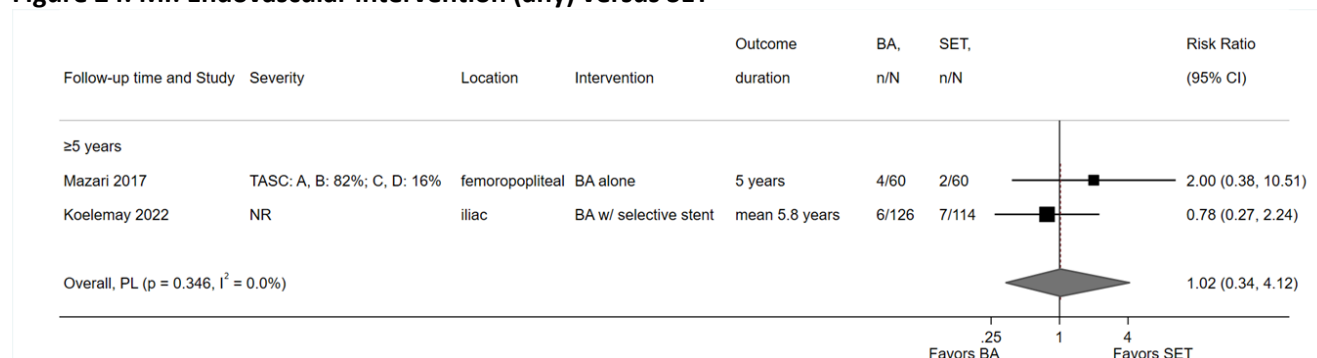 Outcome BA, SET, Risk Ratio
Follow-up time and Study Severity Location Intervention duration n/N n/N (95% CI)
≥5 years
Mazari 2017 TASC: A, B: 82%; C, D: 16% femoropopliteal BA alone 5 years 4/60 2/60 2.00 (0.38, 10.51)
Koelemay 2022 NR iliac BA w/ selective stent mean 5.8 years 6/126 7/114 0.78 (0.27, 2.24)
Overall, PL (p = 0.346, I² = 0.0%) 1.02 (0.34, 4.12)
.25 1 4
Favors BA Favors SET